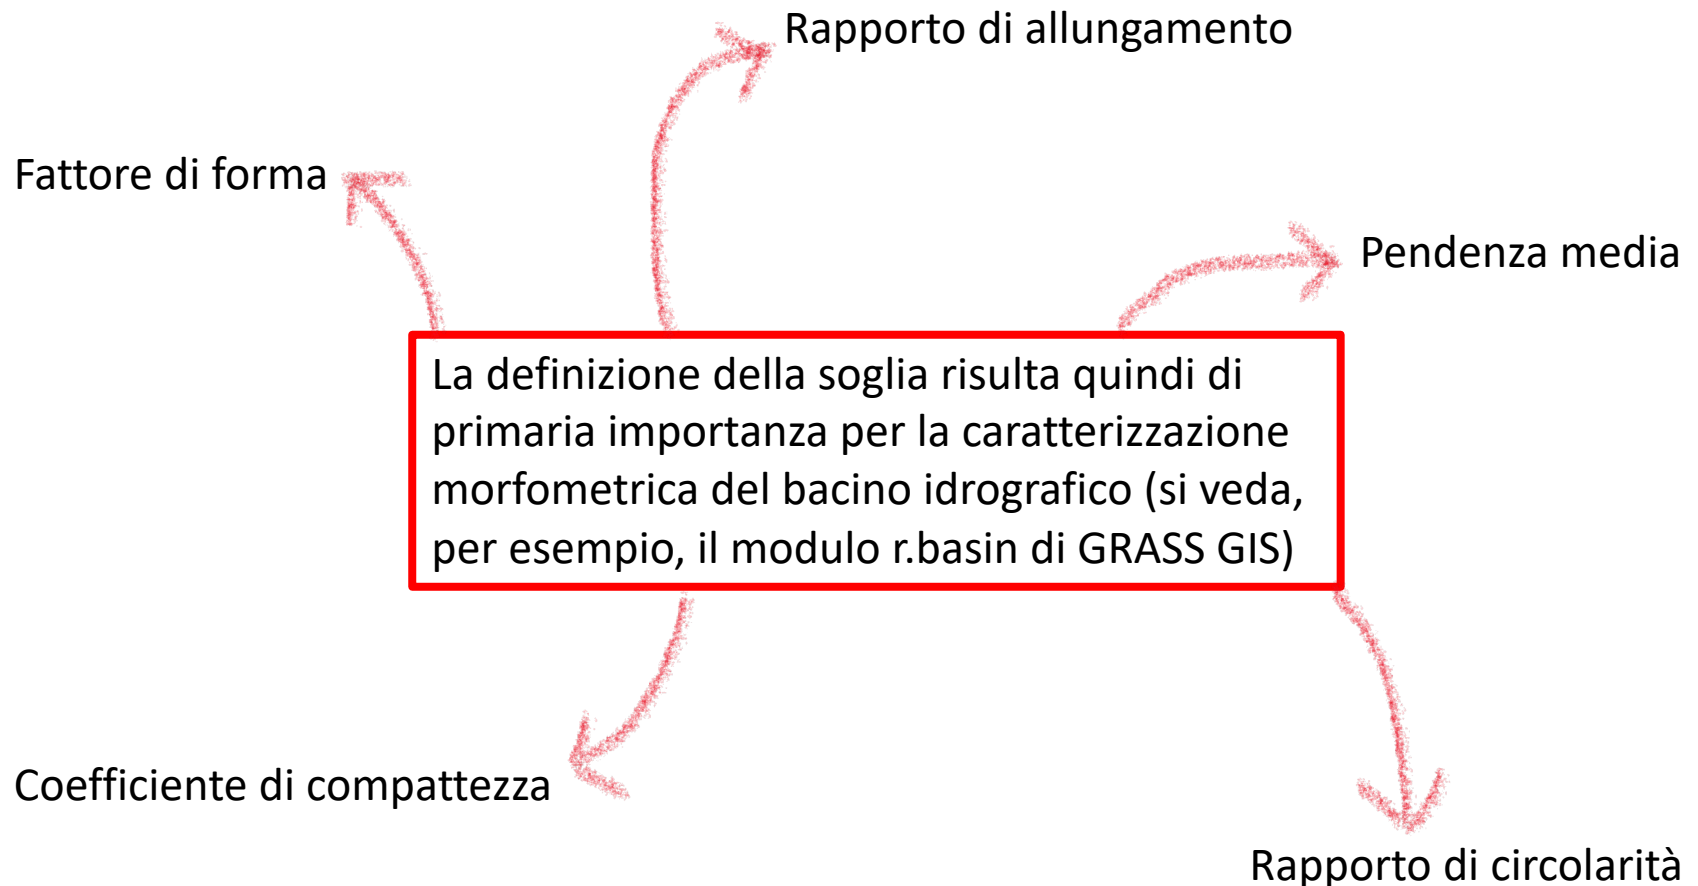 Rapporto di allungamento
Fattore di forma
Pendenza media
La definizione della soglia risulta quindi di
primaria importanza per la caratterizzazione
morfometrica del bacino idrografico (si veda,
per esempio, il modulo r.basin di GRASS GIS)
Coefficiente di compattezza
Rapporto di circolarità